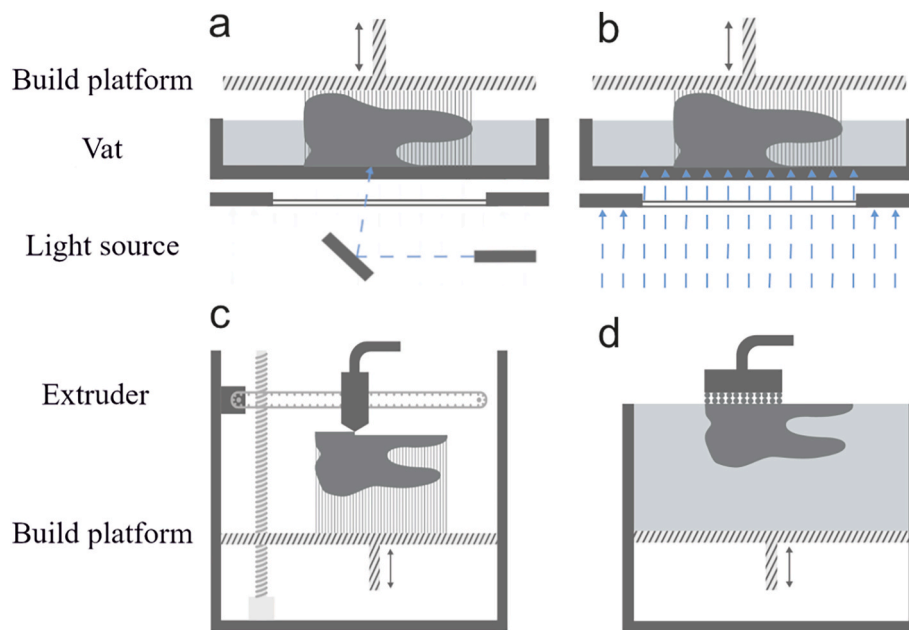 a
b
Build platform
Vat
Light source
c
d
Extruder
Build platform